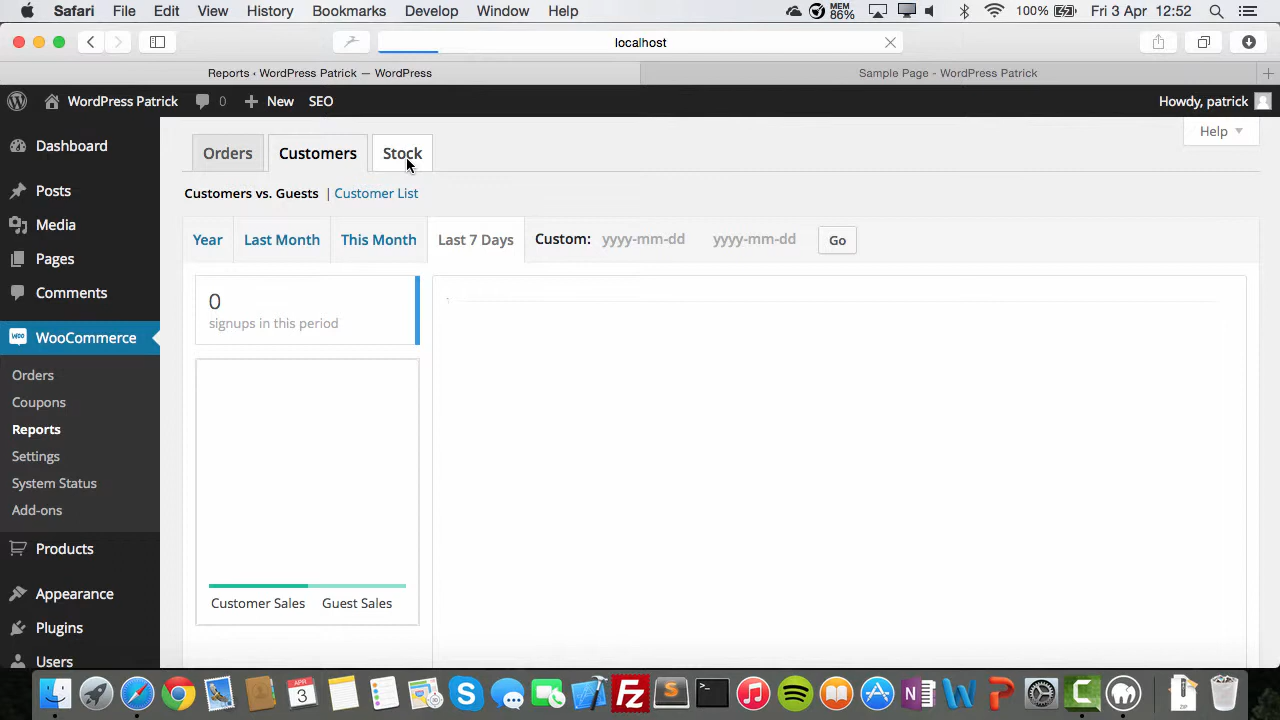 Safari File Edit View History Bookmarks Develop Window Help MEM 86% 100% Fri 3 Apr 12:52
localhost
Reports ‹ WordPress Patrick — WordPress Sample Page - WordPress Patrick
WordPress Patrick 0 New SEO Howdy, patrick
Help
Dashboard
Posts
Media
Pages
Comments
WooCommerce
Orders
Coupons
Reports
Settings
System Status
Add-ons
Products
Appearance
Plugins
Users
Orders Customers Stock
Customers vs. Guests | Customer List
Year Last Month This Month Last 7 Days Custom: yyyy-mm-dd yyyy-mm-dd Go
0
signups in this period
Customer Sales Guest Sales
APR
3